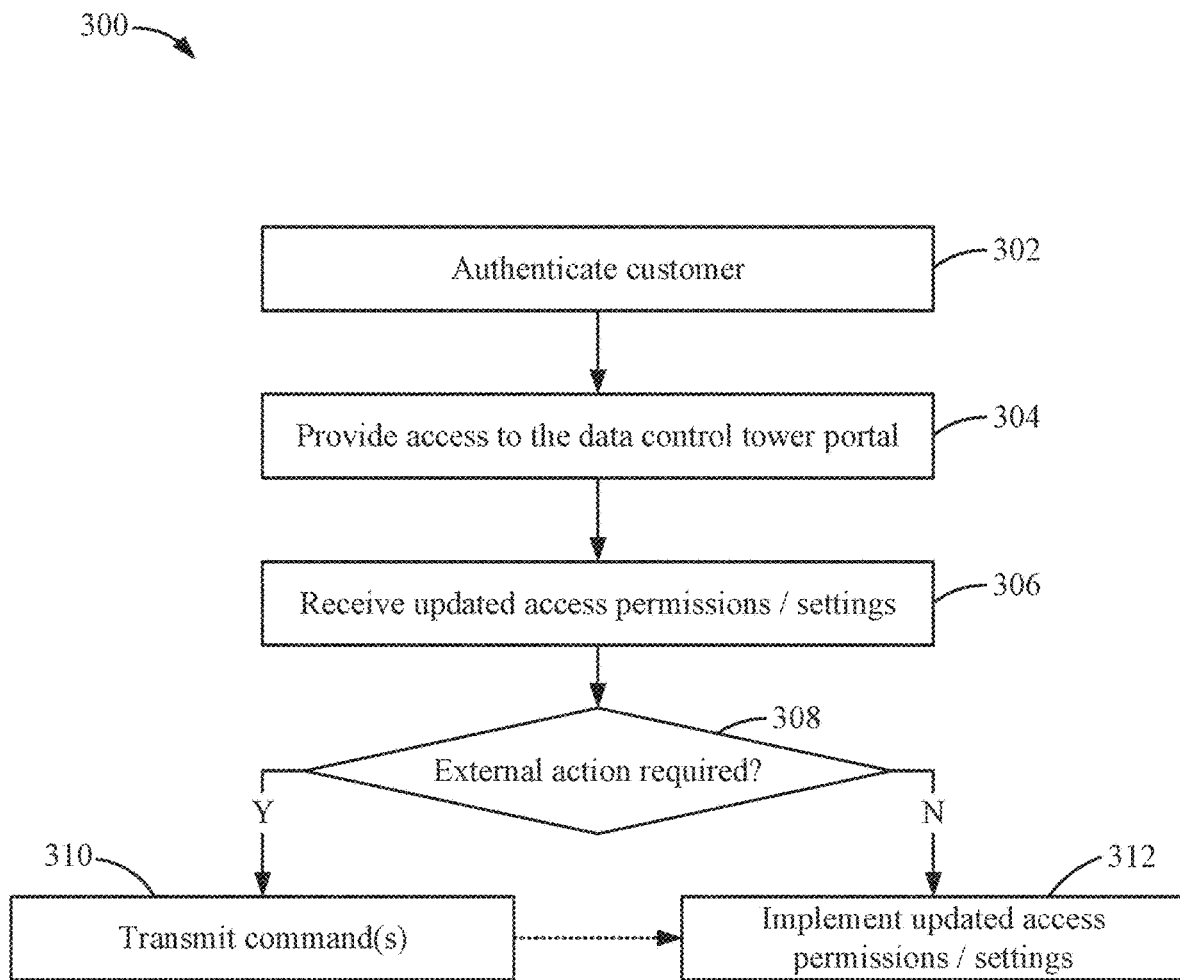 300
Authenticate customer
302
Provide access to the data control tower portal
304
Receive updated access permissions / settings
306
308
External action required?
Y
N
310
312
Transmit command(s)
Implement updated access
permissions / settings